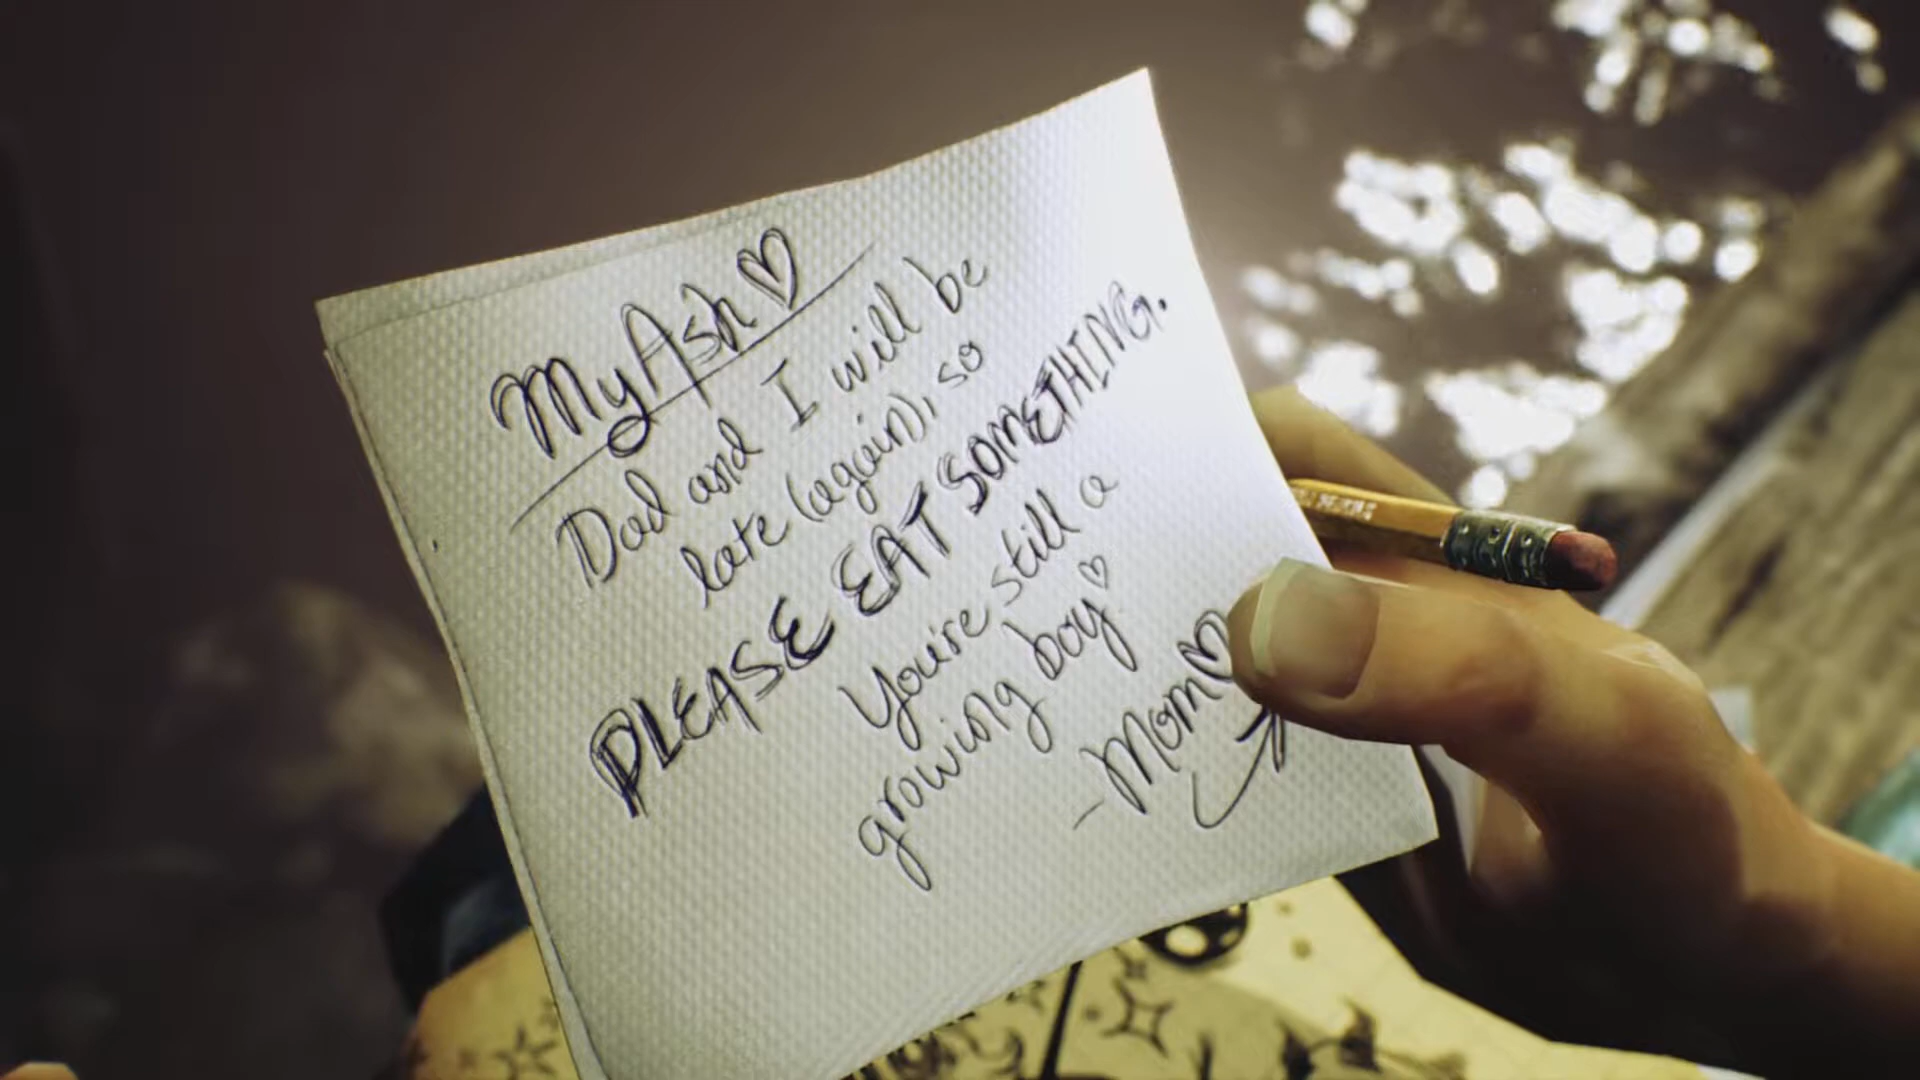 My Ash♡
Dad and I will be
late (again), so
PLEASE EAT SOMETHING.
You're still a
growing boy♡
-Mom♡